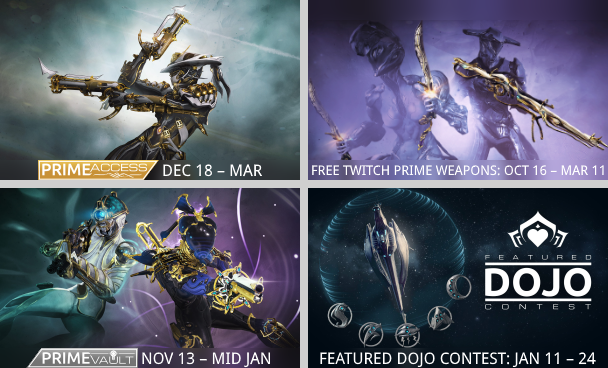 PRIMEACCESS DEC 18 – MAR
FREE TWITCH PRIME WEAPONS: OCT 16 – MAR 11
PRIMEVAULT NOV 13 – MID JAN
FEATURED
DOJO
CONTEST
FEATURED DOJO CONTEST: JAN 11 – 24